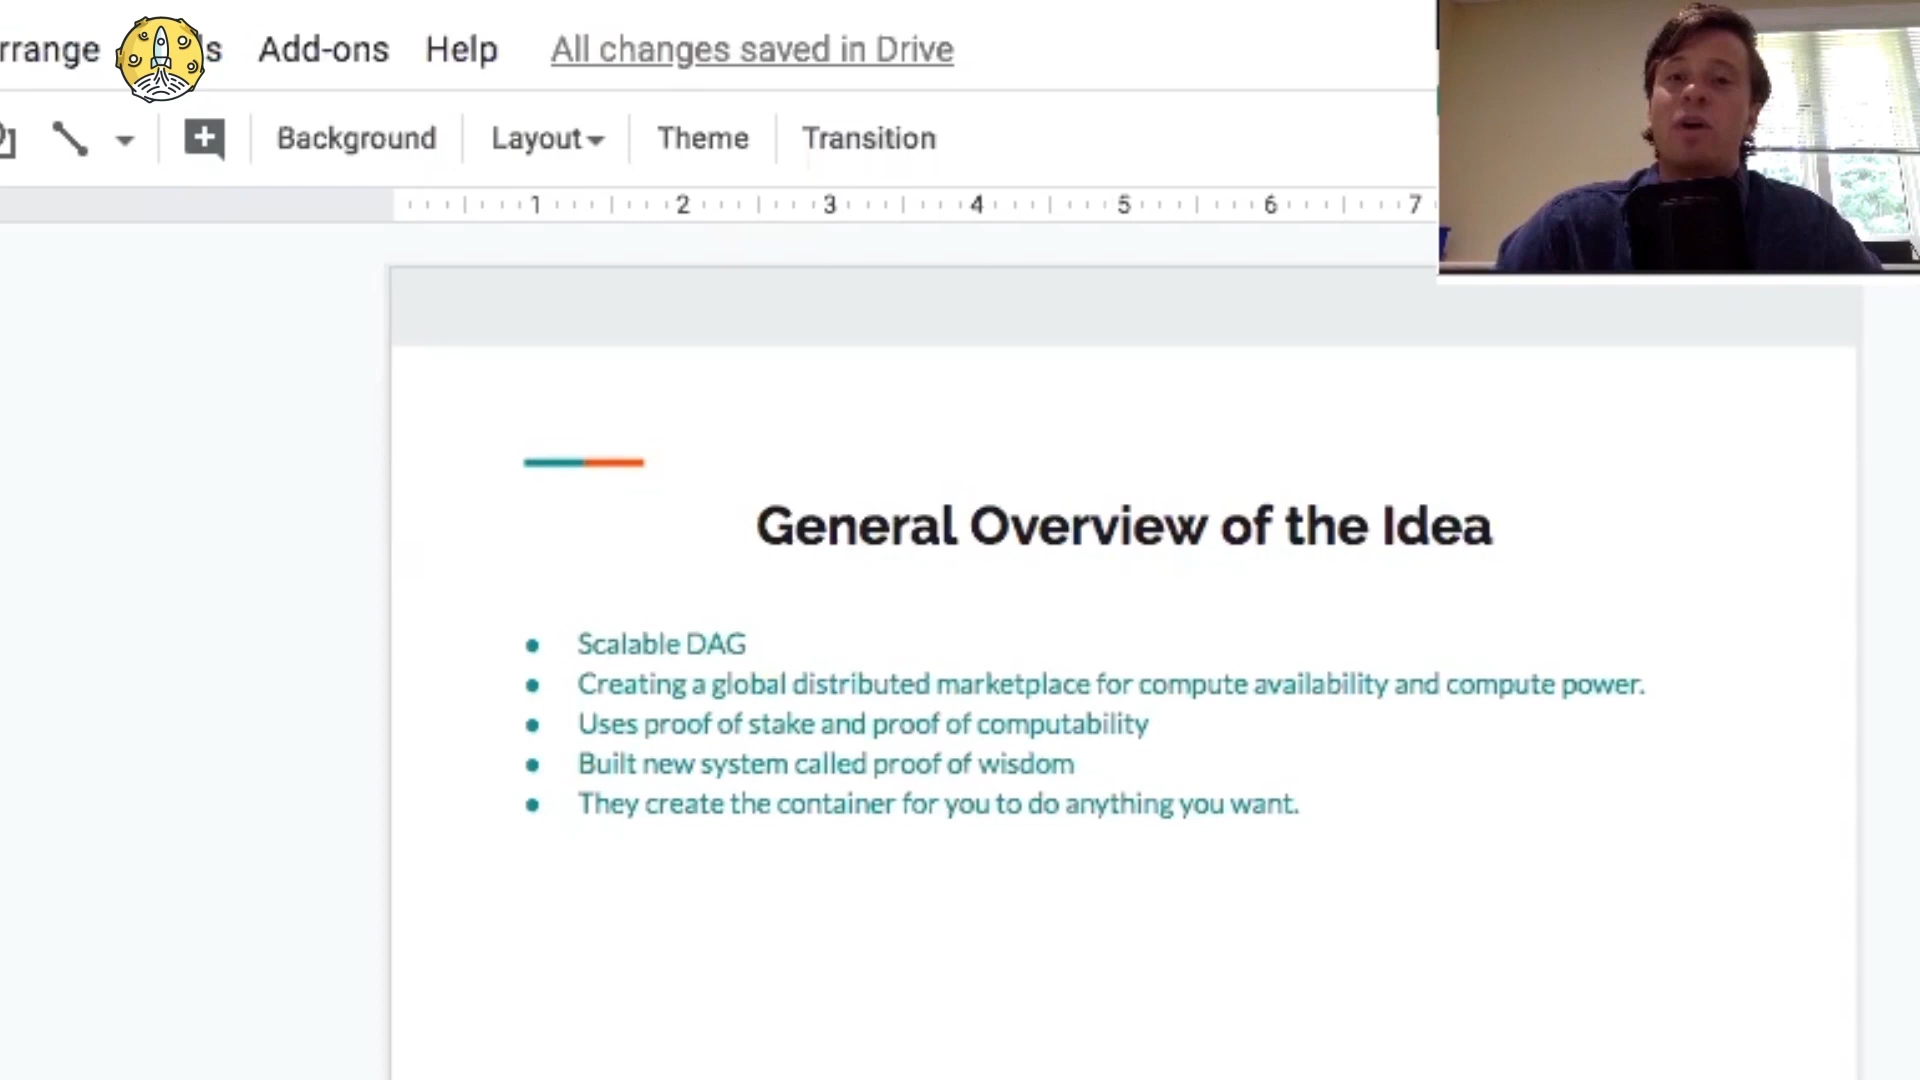 rrange s Add-ons Help All changes saved in Drive
Background Layout Theme Transition
1 2 3 4 5 6 7
General Overview of the Idea
• Scalable DAG
• Creating a global distributed marketplace for compute availability and compute power.
• Uses proof of stake and proof of computability
• Built new system called proof of wisdom
• They create the container for you to do anything you want.